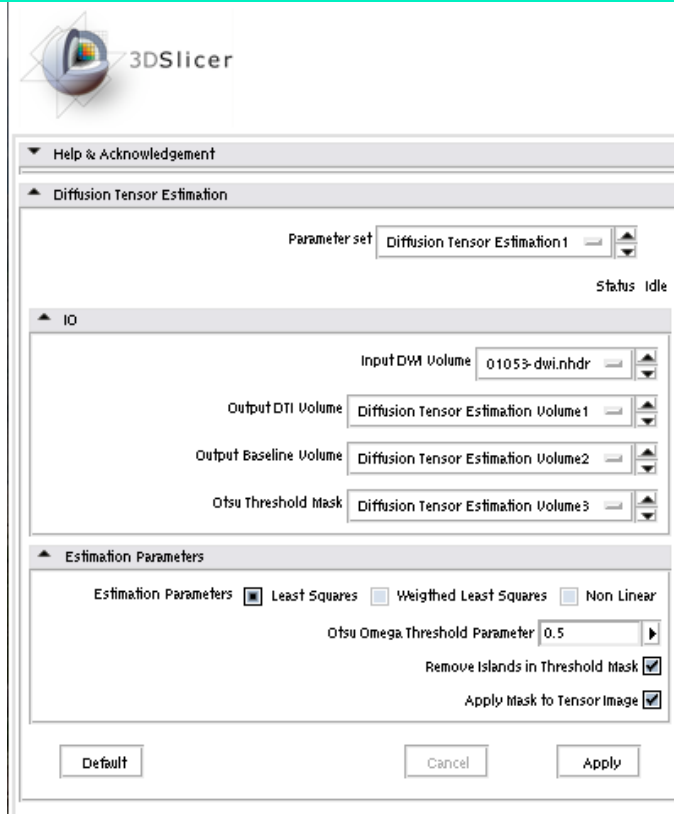 3DSlicer
Help & Acknowledgement
Diffusion Tensor Estimation
Parameter set Diffusion Tensor Estimation1
Status Idle
IO
Input DWI Volume 01053-dwi.nhdr
Output DTI Volume Diffusion Tensor Estimation Volume1
Output Baseline Volume Diffusion Tensor Estimation Volume2
Otsu Threshold Mask Diffusion Tensor Estimation Volume3
Estimation Parameters
Estimation Parameters Least Squares Weigthed Least Squares Non Linear
Otsu Omega Threshold Parameter 0.5
Remove Islands in Threshold Mask
Apply Mask to Tensor Image
Default Cancel Apply